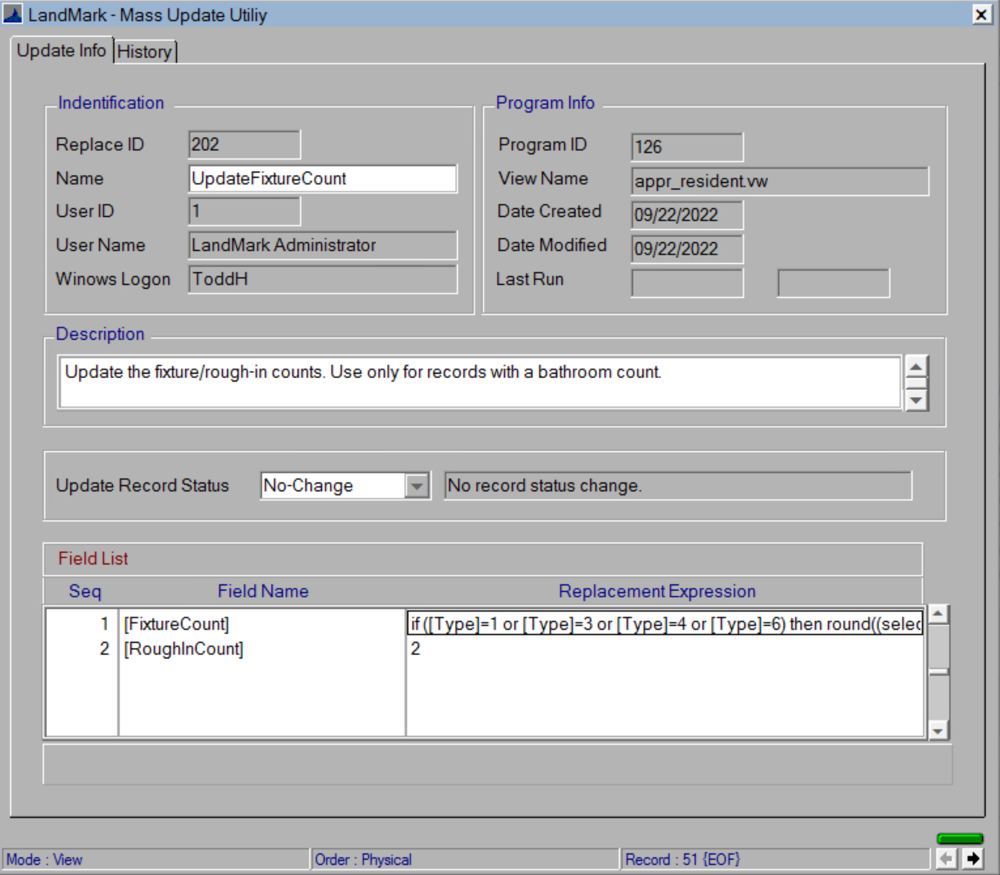 LandMark - Mass Update Utiliy
Update Info
History
Indentification
Replace ID 202
Name UpdateFixtureCount
User ID 1
User Name LandMark Administrator
Winows Logon ToddH
Program Info
Program ID 126
View Name appr_resident.vw
Date Created 09/22/2022
Date Modified 09/22/2022
Last Run
Description
Update the fixture/rough-in counts. Use only for records with a bathroom count.
Update Record Status No-Change No record status change.
Field List
Seq Field Name Replacement Expression
1 [FixtureCount] if ([Type]=1 or [Type]=3 or [Type]=4 or [Type]=6) then round((selec
2 [RoughInCount] 2
Mode : View Order : Physical Record : 51 {EOF}